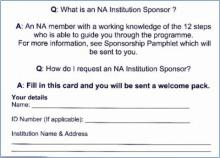 Q: What is an NA Institution Sponsor ?
A: An NA member with a working knowledge of the 12 steps
who is able to guide you through the programme.
For more information, see Sponsorship Pamphlet which will
be sent to you.
Q: How do I request an NA Institution Sponsor?
A: Fill in this card and you will be sent a welcome pack.
Your details
Name:
ID Number (If applicable):
Institution Name & Address